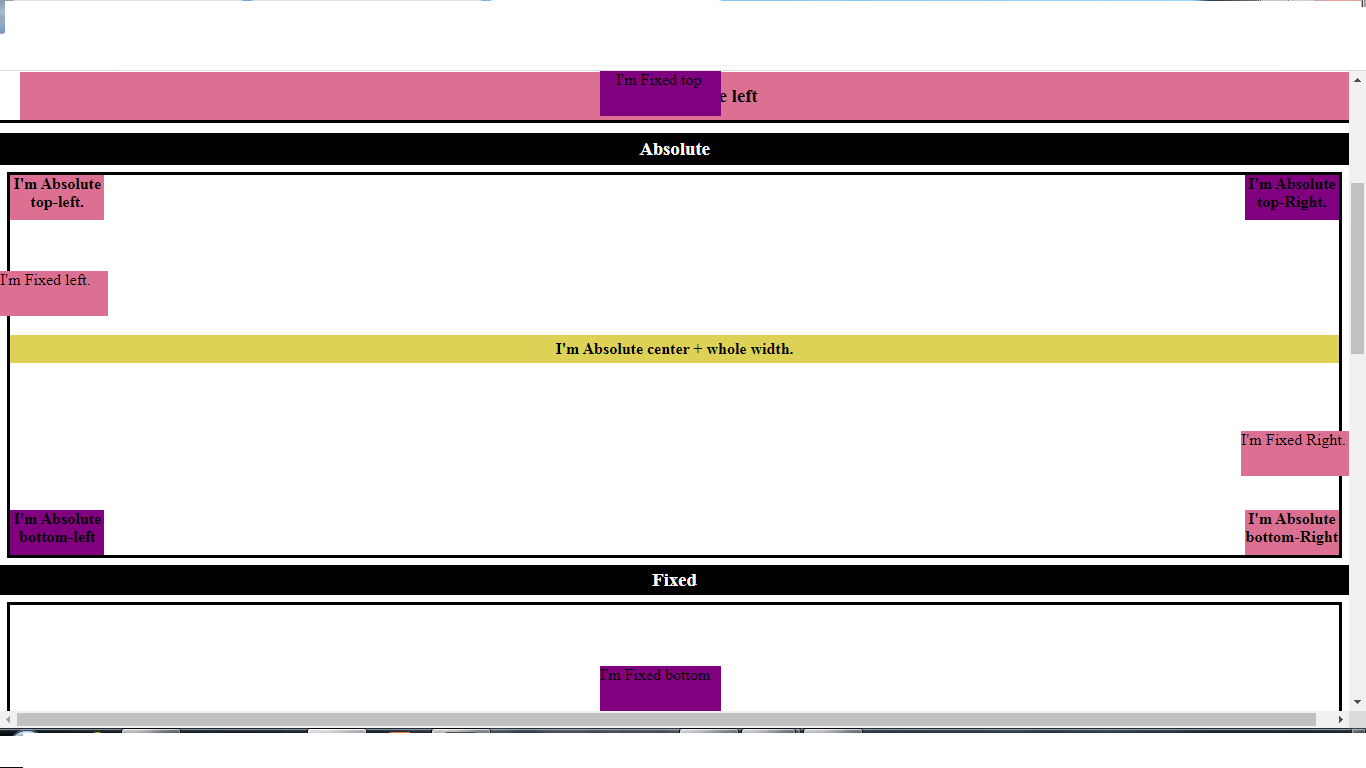 I'm Fixed top.
e left
Absolute
I'm Absolute
top-left.
I'm Absolute
top-Right.
I'm Fixed left.
I'm Absolute center + whole width.
I'm Fixed Right.
I'm Absolute
bottom-left
I'm Absolute
bottom-Right
Fixed
I'm Fixed bottom